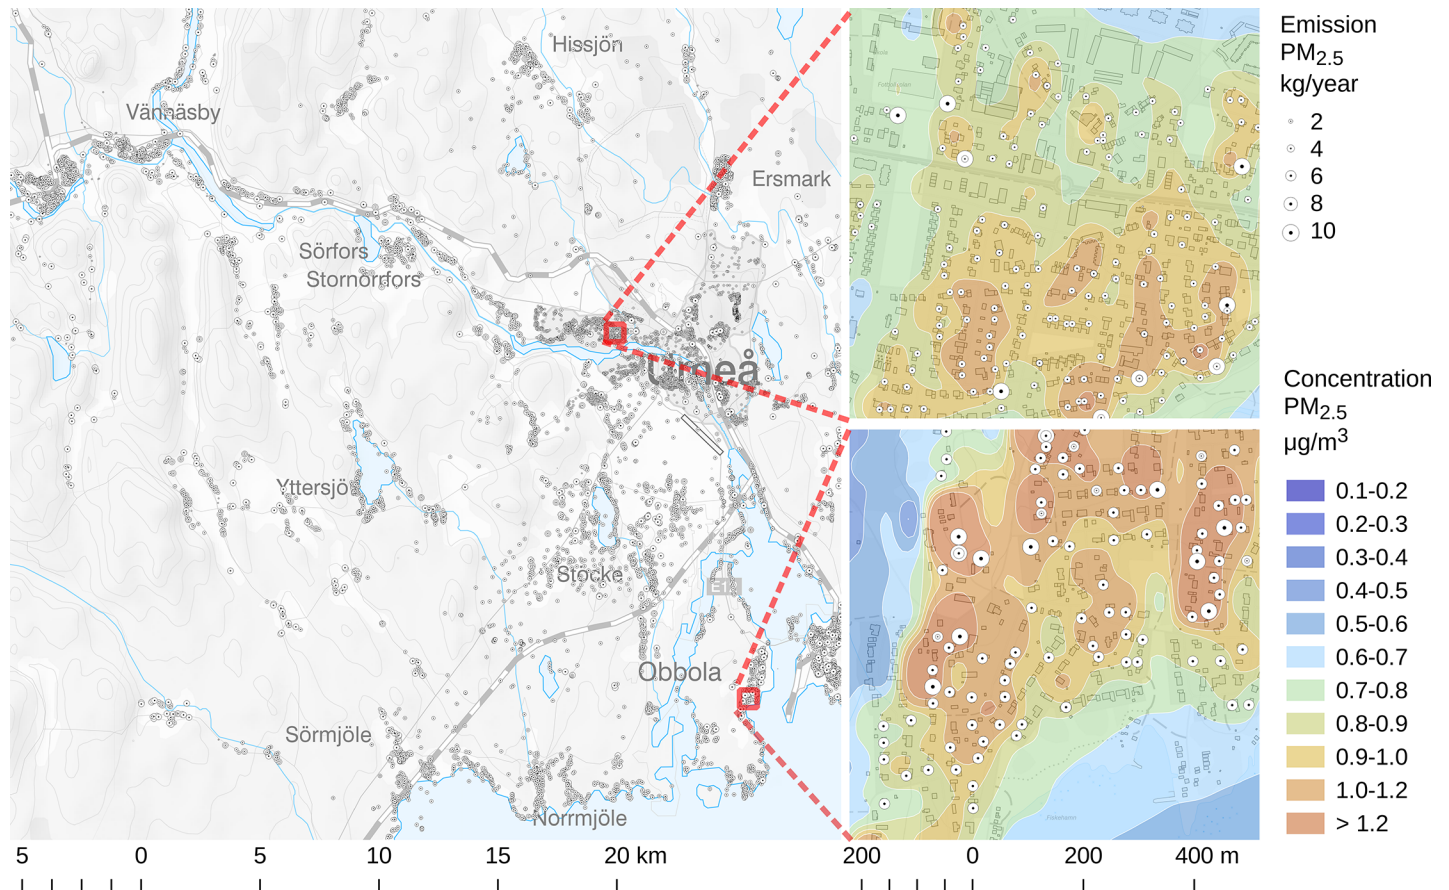 Hissjön
Vännäsby
Ersmark
Sörfors
Stornorrfors
Umeå
Yttersjö
Stöcke
E12
Obbola
Sörmjöle
Norrmjöle
5 0 5 10 15 20 km
200 0 200 400 m
Emission
PM2.5
kg/year
2
4
6
8
10
Concentration
PM2.5
µg/m3
0.1-0.2
0.2-0.3
0.3-0.4
0.4-0.5
0.5-0.6
0.6-0.7
0.7-0.8
0.8-0.9
0.9-1.0
1.0-1.2
> 1.2